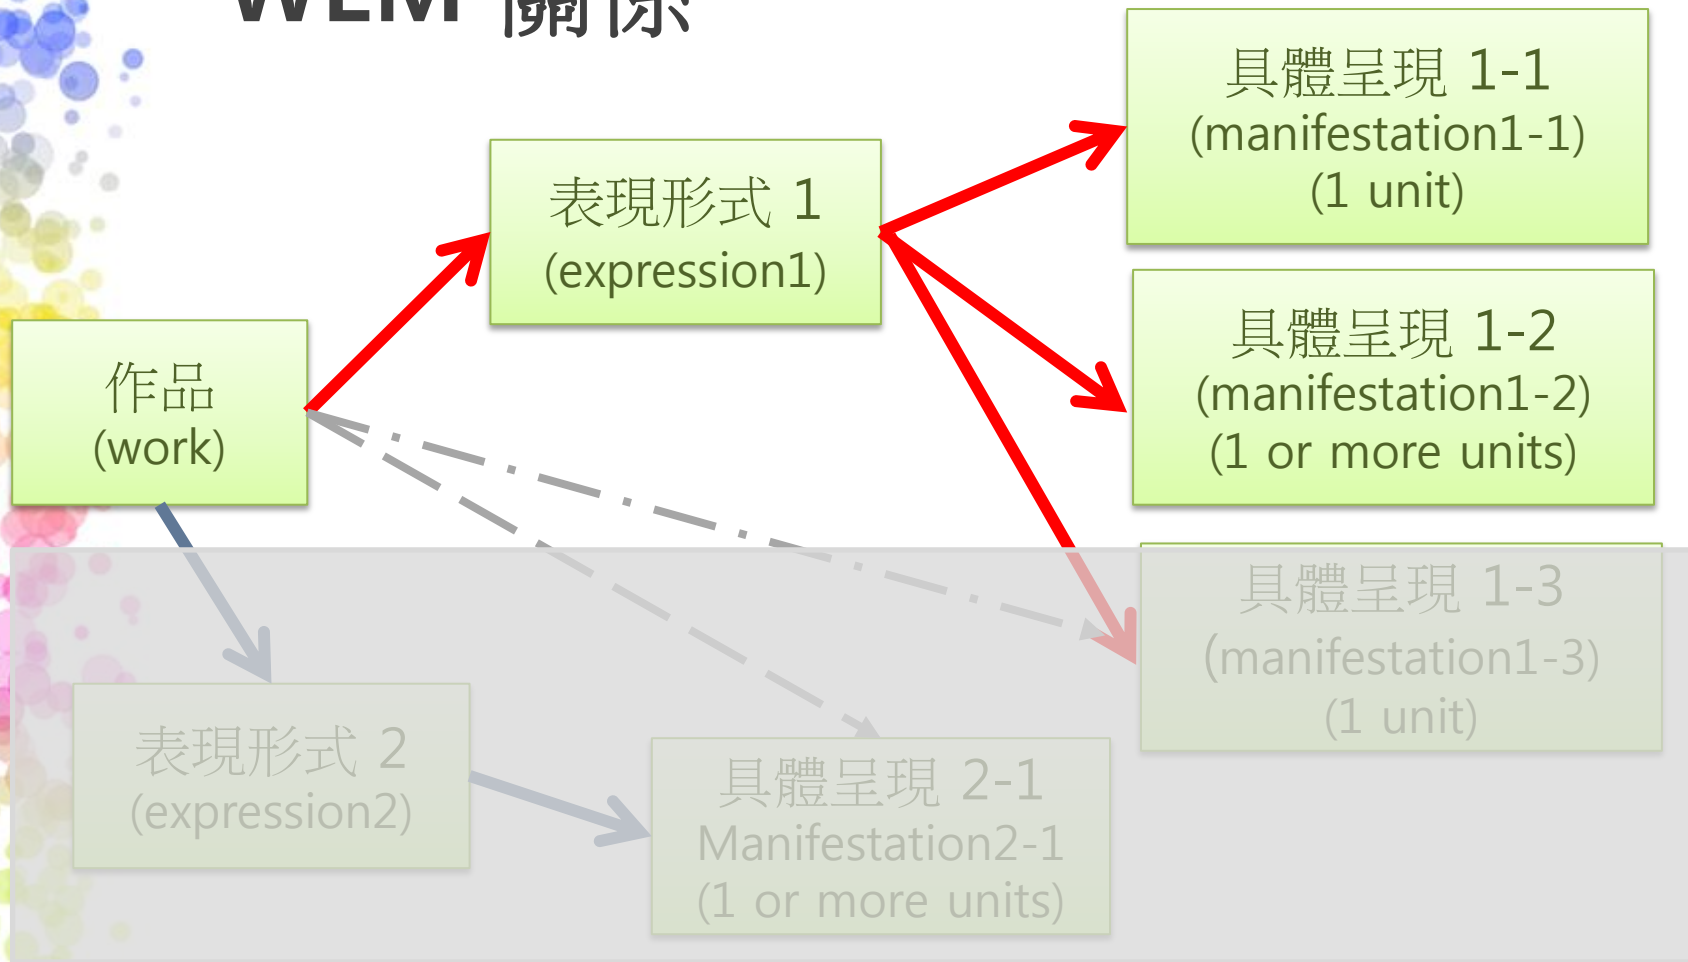 WEM 關係
具體呈現 1-1
(manifestation1-1)
(1 unit)
表現形式 1
(expression1)
具體呈現 1-2
(manifestation1-2)
(1 or more units)
作品
(work)
具體呈現 1-3
(manifestation1-3)
(1 unit)
表現形式 2
(expression2)
具體呈現 2-1
Manifestation2-1
(1 or more units)